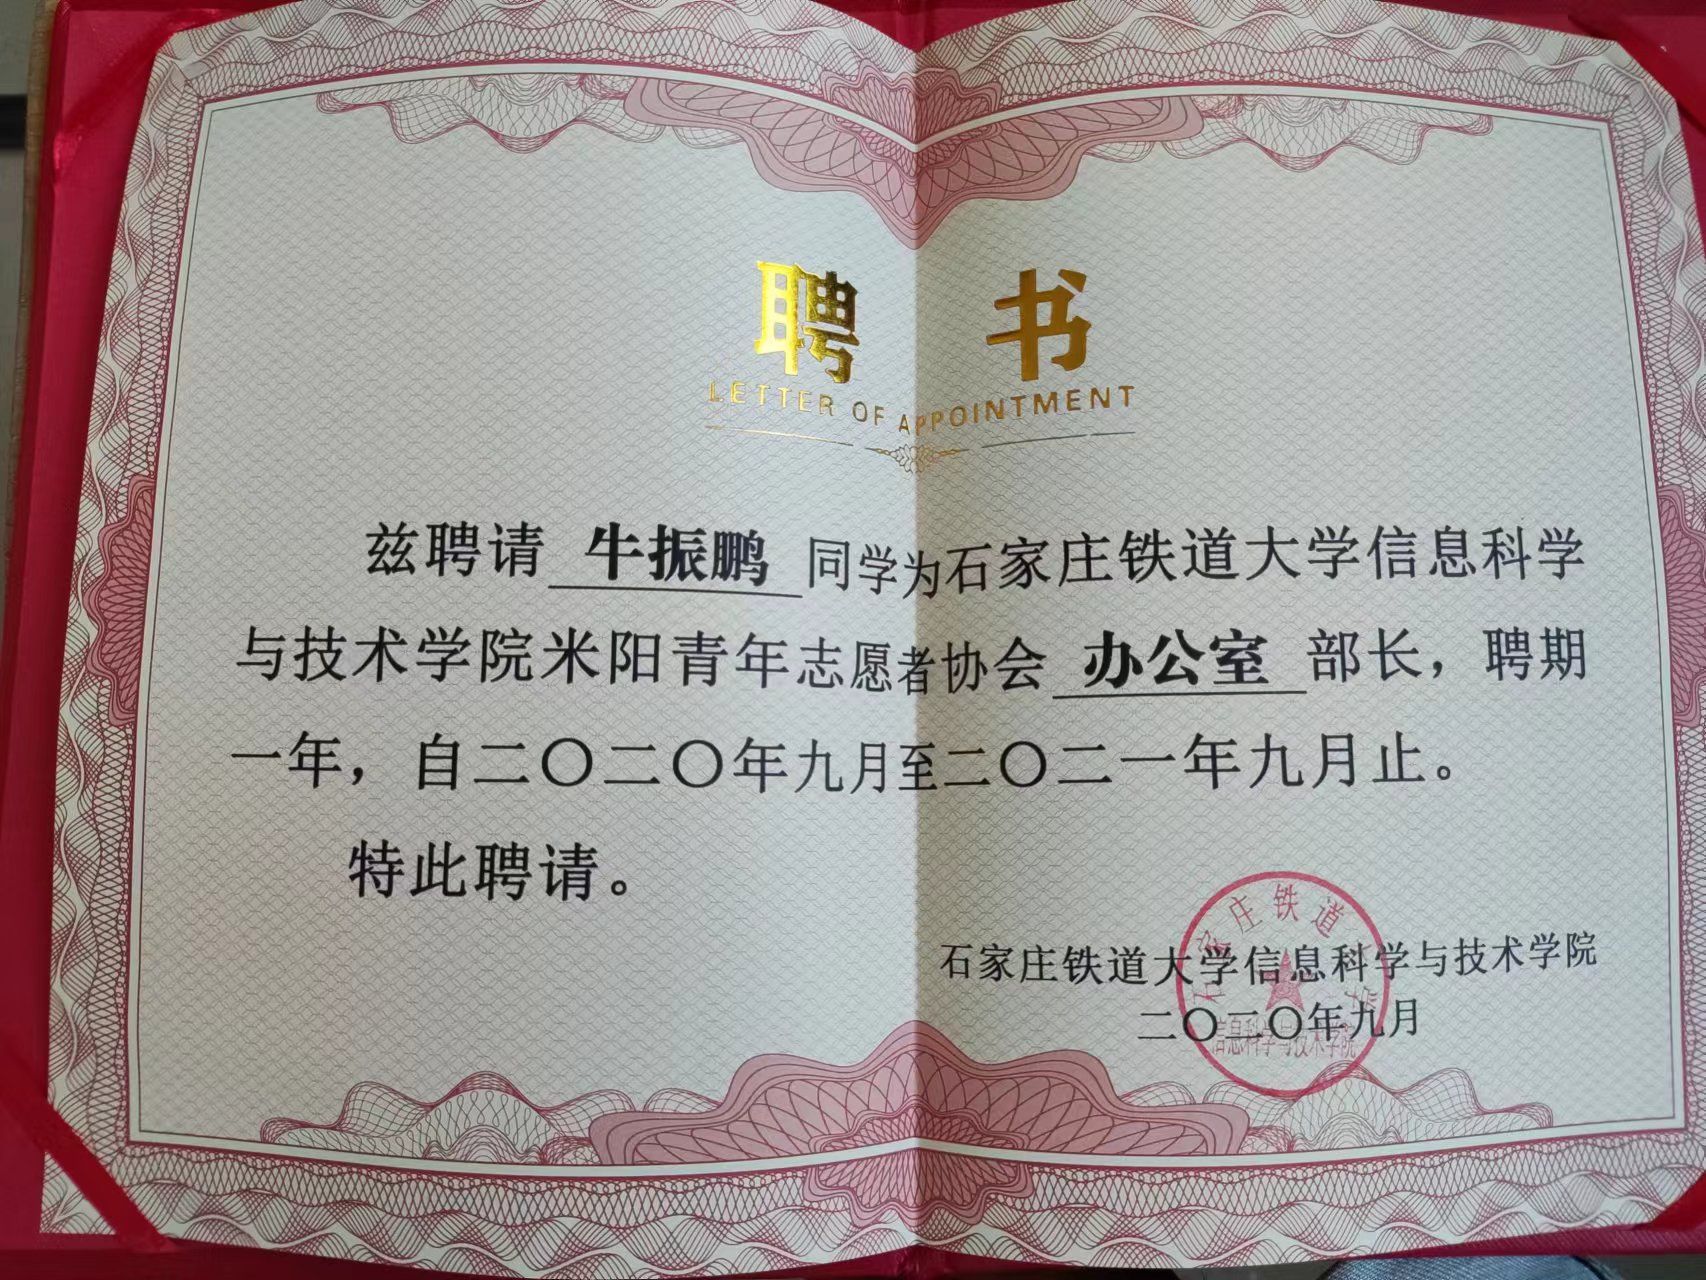 聘书
LETTER OF APPOINTMENT
兹聘请 牛振鹏 同学为石家庄铁道大学信息科学
与技术学院米阳青年志愿者协会 办公室 部长，聘期
一年，自二〇二〇年九月至二〇二一年九月止。
特此聘请。
石家庄铁道大学信息科学与技术学院
二〇二〇年九月
石家庄铁道大学
信息科学与技术学院